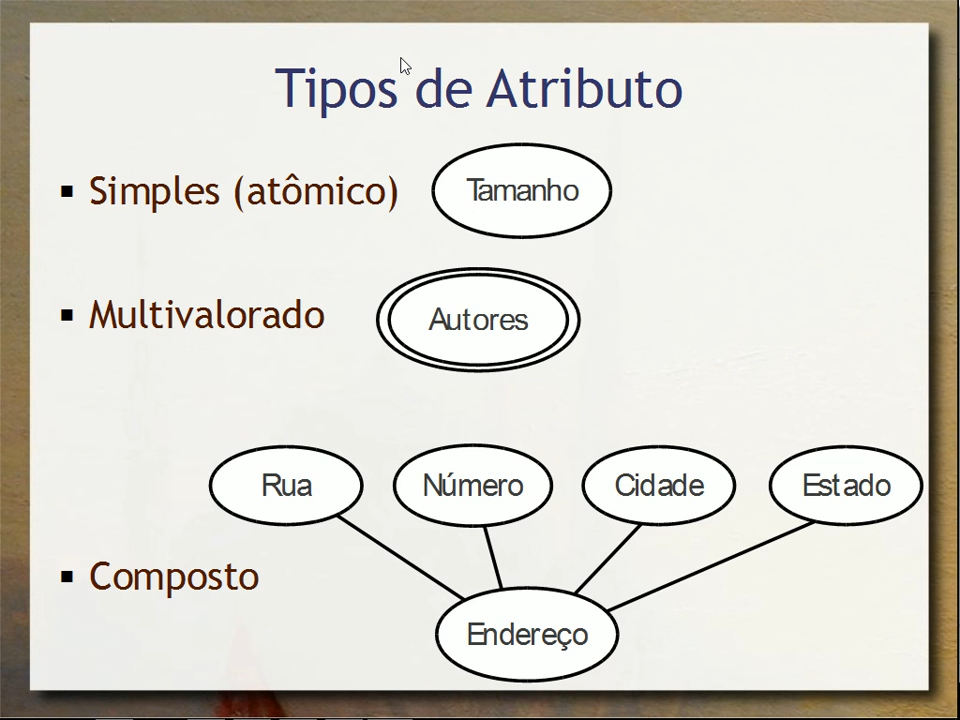 Tipos de Atributo
▪ Simples (atômico)
Tamanho
▪ Multivalorado
Autores
Rua
Número
Cidade
Estado
▪ Composto
Endereço